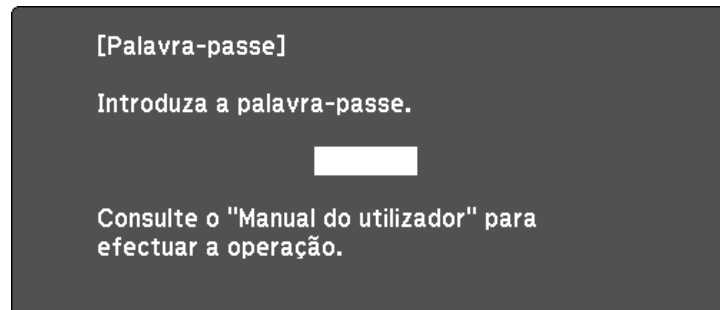 [Palavra-passe]
Introduza a palavra-passe.
Consulte o "Manual do utilizador" para
efectuar a operação.